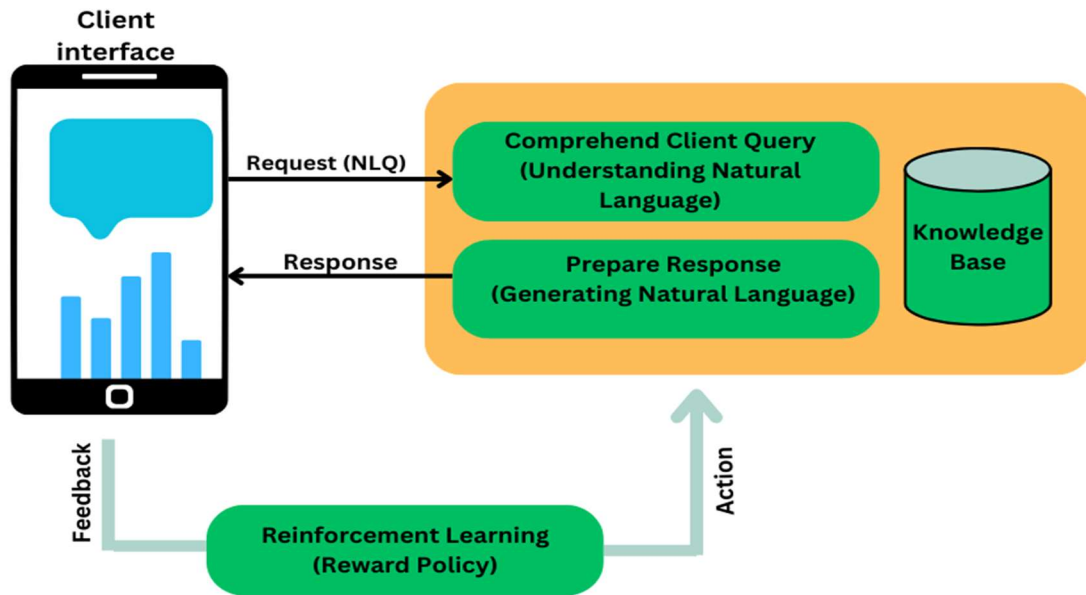 Client
interface
Request (NLQ)
Comprehend Client Query
(Understanding Natural
Language)
Knowledge
Base
Response
Prepare Response
(Generating Natural Language)
Feedback
Action
Reinforcement Learning
(Reward Policy)